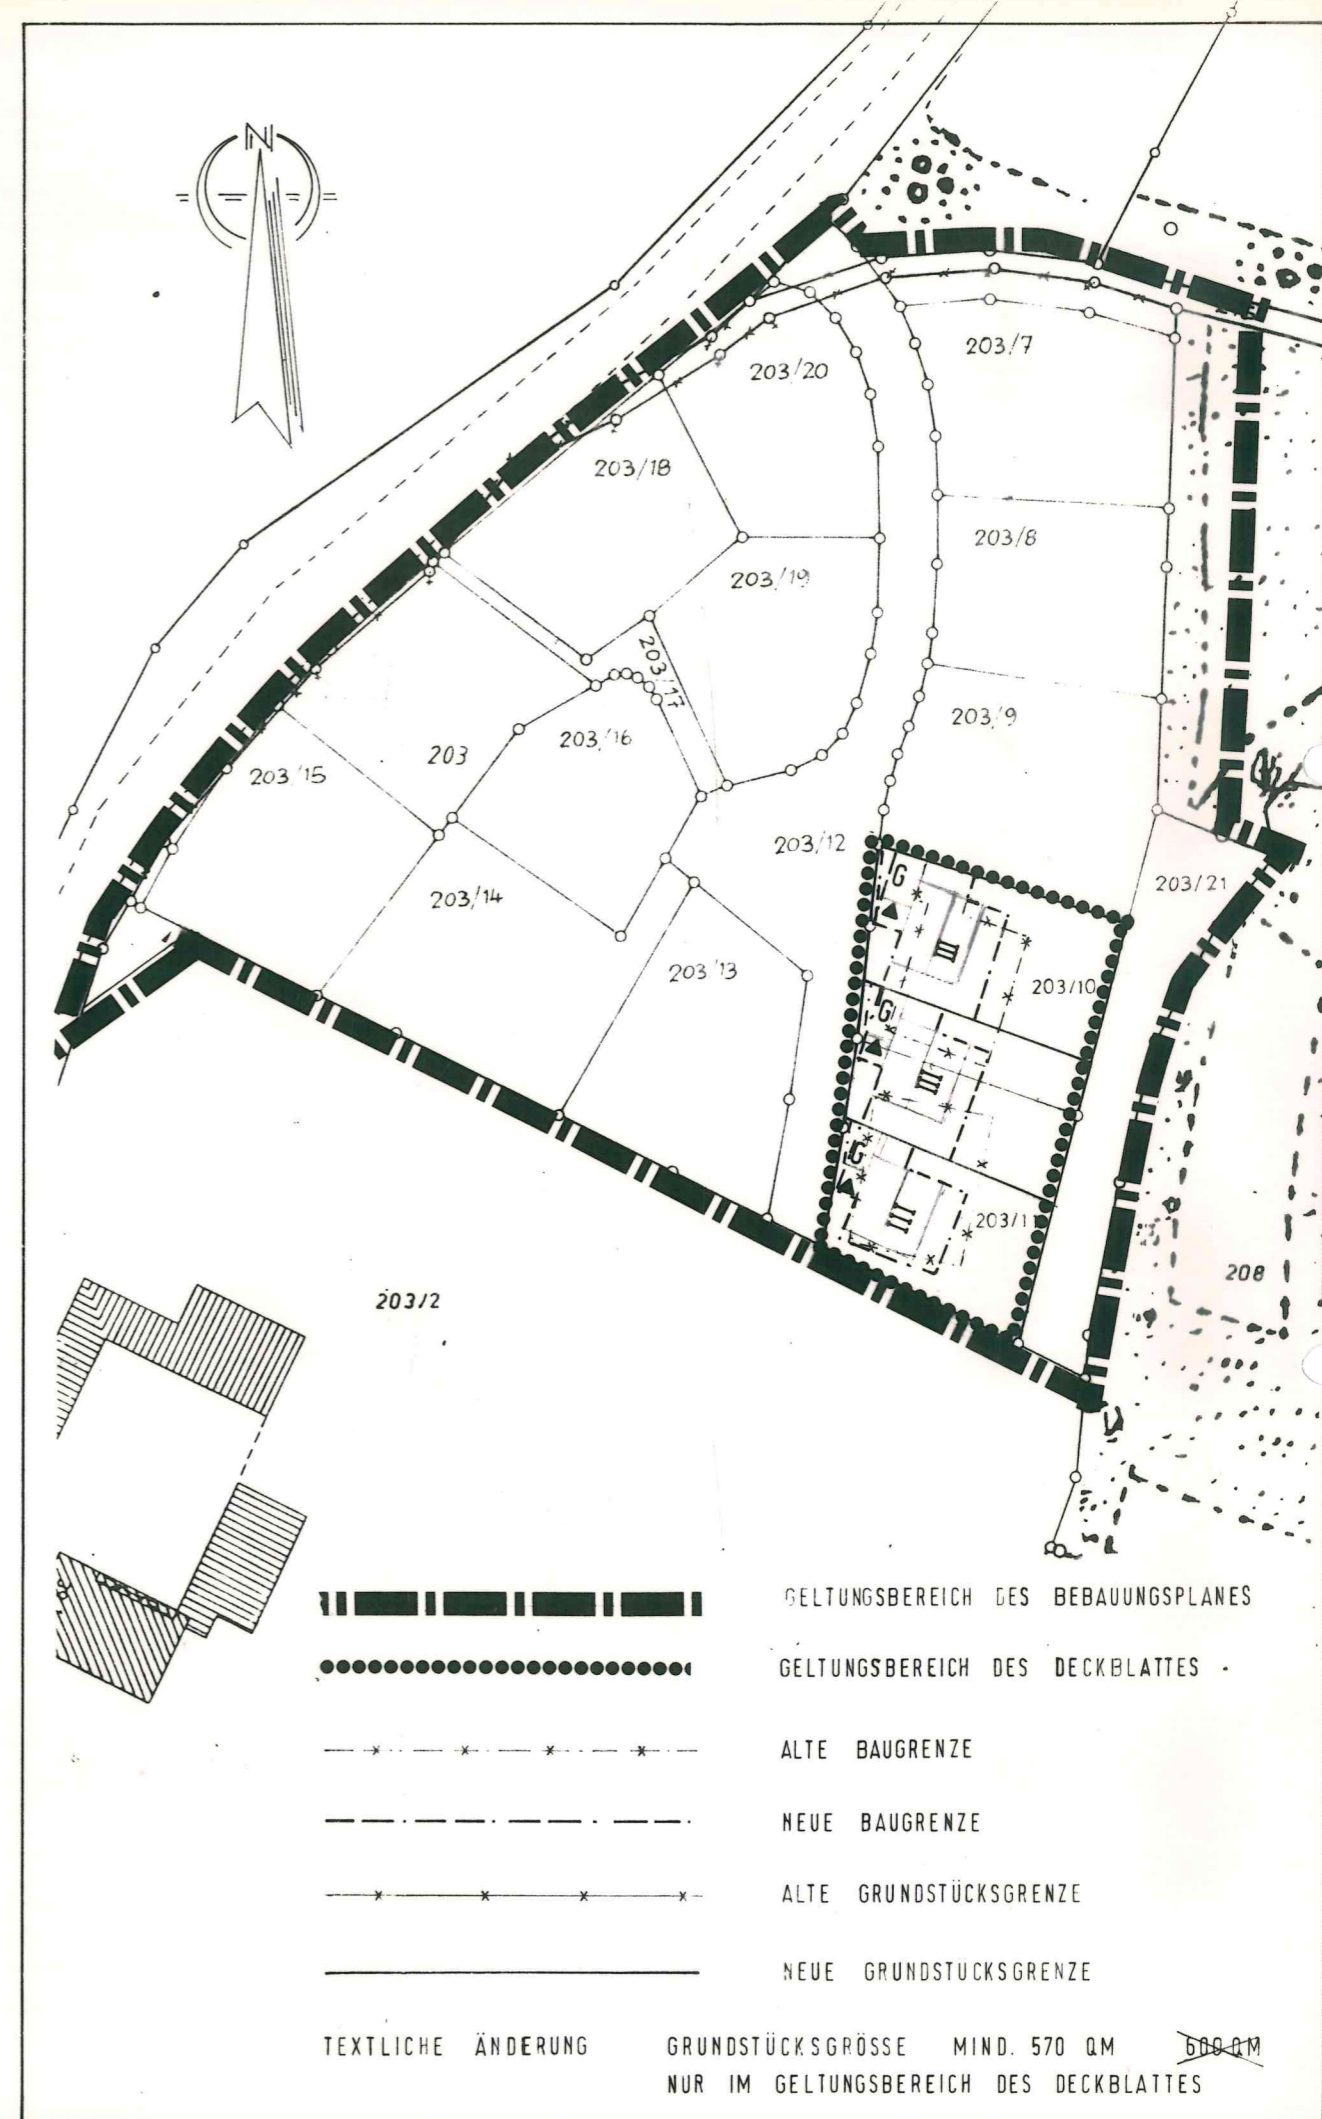 N
203/7
203/20
203/18
203/8
203/19
203/17
203/9
203/16
203
203/15
203/12
203/21
G
203/14
III
203/13
203/10
G
III
G
203/11
III
208
203/2
GELTUNGSBEREICH DES BEBAUUNGSPLANES
GELTUNGSBEREICH DES DECKBLATTES
ALTE BAUGRENZE
NEUE BAUGRENZE
ALTE GRUNDSTÜCKSGRENZE
NEUE GRUNDSTÜCKSGRENZE
TEXTLICHE ÄNDERUNG GRUNDSTÜCKSGRÖSSE MIND. 570 QM 600 QM
NUR IM GELTUNGSBEREICH DES DECKBLATTES